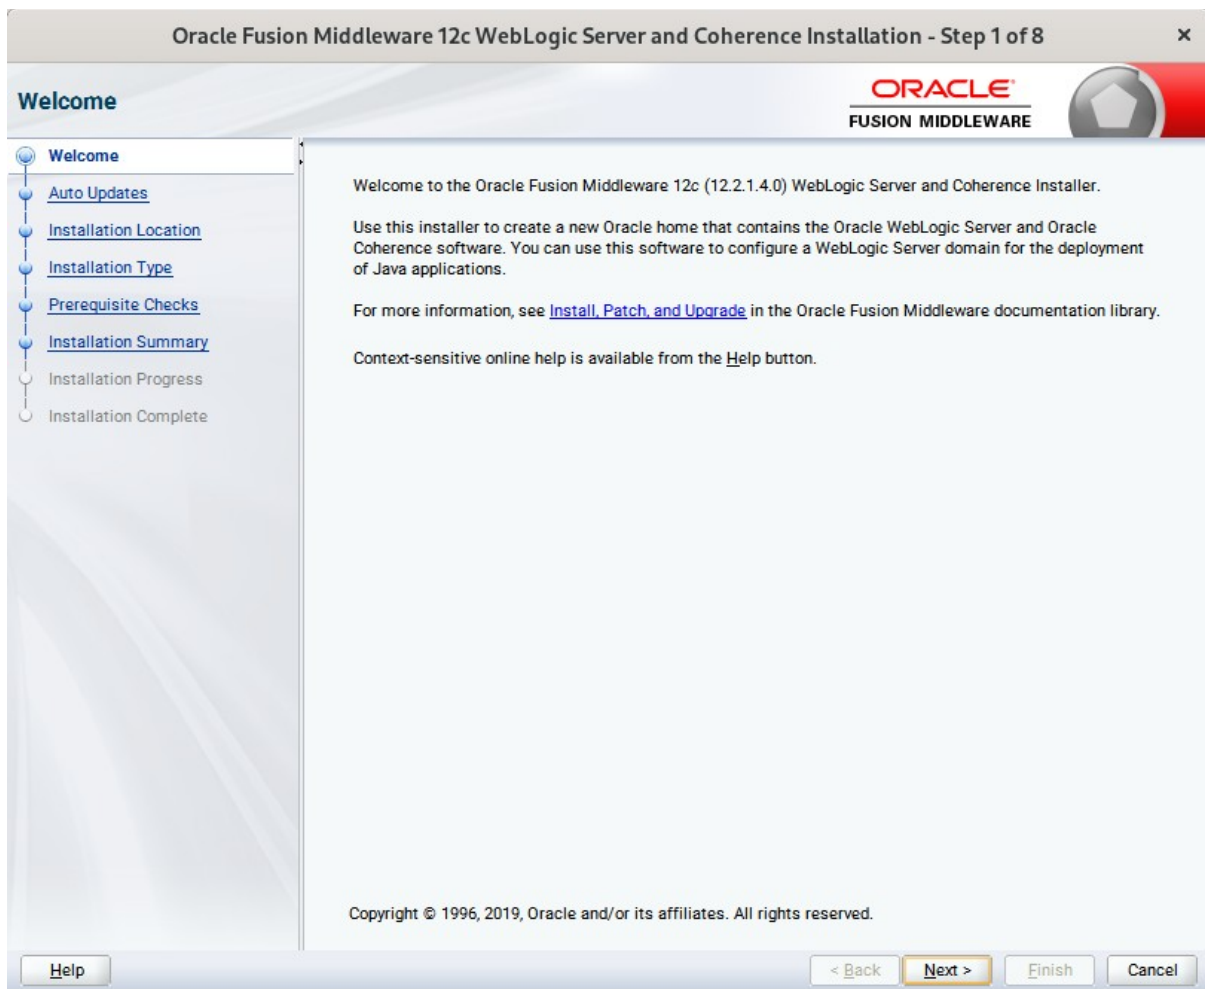 Oracle Fusion Middleware 12c WebLogic Server and Coherence Installation - Step 1 of 8
×
Welcome
ORACLE
FUSION MIDDLEWARE
Welcome
Auto Updates
Installation Location
Installation Type
Prerequisite Checks
Installation Summary
Installation Progress
Installation Complete
Welcome to the Oracle Fusion Middleware 12c (12.2.1.4.0) WebLogic Server and Coherence Installer.
Use this installer to create a new Oracle home that contains the Oracle WebLogic Server and Oracle
Coherence software. You can use this software to configure a WebLogic Server domain for the deployment
of Java applications.
For more information, see Install, Patch, and Upgrade in the Oracle Fusion Middleware documentation library.
Context-sensitive online help is available from the Help button.
Copyright © 1996, 2019, Oracle and/or its affiliates. All rights reserved.
Help
< Back
Next >
Finish
Cancel